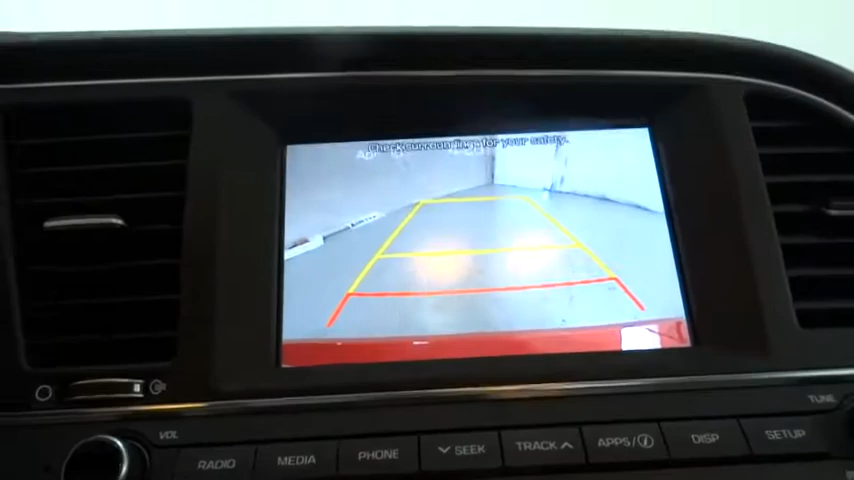 Check surroundings for your safety.
VOL
TUNE
RADIO
MEDIA
PHONE
SEEK
TRACK
APPS/
DISP
SETUP